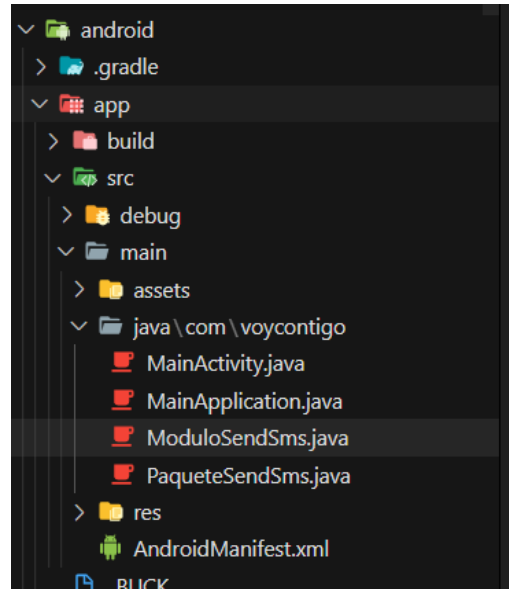 android
.gradle
app
build
src
debug
main
assets
java\com\voycontigo
MainActivity.java
MainApplication.java
ModuloSendSms.java
PaqueteSendSms.java
res
AndroidManifest.xml
_BUCK